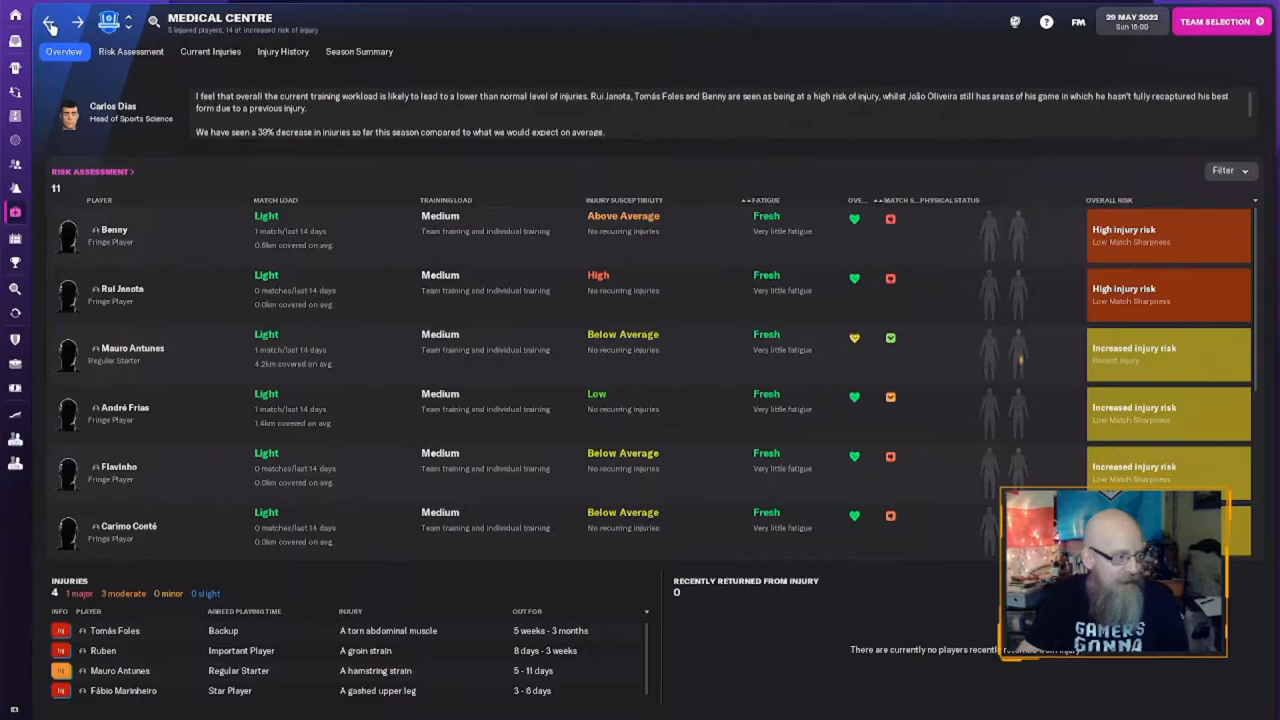 MEDICAL CENTRE
5 injured players, 14 at increased risk of injury
FM
29 MAY 2022
Sun 16:00
TEAM SELECTION
Overview
Risk Assessment
Current Injuries
Injury History
Season Summary
Carlos Dias
Head of Sports Science
I feel that overall the current training workload is likely to lead to a lower than normal level of injuries. Rui Janota, Tomás Foles and Benny are seen as being at a high risk of injury, whilst João Oliveira still has areas of his game in which he hasn't fully recaptured his best
form due to a previous injury.
We have seen a 39% decrease in injuries so far this season compared to what we would expect on average.
RISK ASSESSMENT >
11
Filter
PLAYER MATCH LOAD TRAINING LOAD INJURY SUSCEPTIBILITY FATIGUE OVE... MATCH S... PHYSICAL STATUS OVERALL RISK
Benny
Fringe Player
Light
1 match/last 14 days
0.6km covered on avg.
Medium
Team training and individual training
Above Average
No recurring injuries
Fresh
Very little fatigue
High injury risk
Low Match Sharpness
Rui Janota
Fringe Player
Light
0 matches/last 14 days
0.0km covered on avg.
Medium
Team training and individual training
High
No recurring injuries
Fresh
Very little fatigue
High injury risk
Low Match Sharpness
Mauro Antunes
Regular Starter
Light
1 match/last 14 days
4.2km covered on avg.
Medium
Team training and individual training
Below Average
No recurring injuries
Fresh
Very little fatigue
Increased injury risk
Recent Injury
André Frias
Fringe Player
Light
1 match/last 14 days
1.4km covered on avg.
Medium
Team training and individual training
Low
No recurring injuries
Fresh
Very little fatigue
Increased injury risk
Low Match Sharpness
Flavinho
Fringe Player
Light
0 matches/last 14 days
0.0km covered on avg.
Medium
Team training and individual training
Below Average
No recurring injuries
Fresh
Very little fatigue
Increased injury risk
Low Match Sharpness
Carimo Conté
Fringe Player
Light
0 matches/last 14 days
0.0km covered on avg.
Medium
Team training and individual training
Below Average
No recurring injuries
Fresh
Very little fatigue
INJURIES
4 1 major 3 moderate 0 minor 0 slight
INFO PLAYER AGREED PLAYING TIME INJURY OUT FOR
Inj Tomás Foles Backup A torn abdominal muscle 5 weeks - 3 months
Inj Ruben Important Player A groin strain 8 days - 3 weeks
Inj Mauro Antunes Regular Starter A hamstring strain 5 - 11 days
Inj Fábio Marinheiro Star Player A gashed upper leg 3 - 6 days
RECENTLY RETURNED FROM INJURY
0
There are currently no players recently returned from injury
GAMERS
GONNA